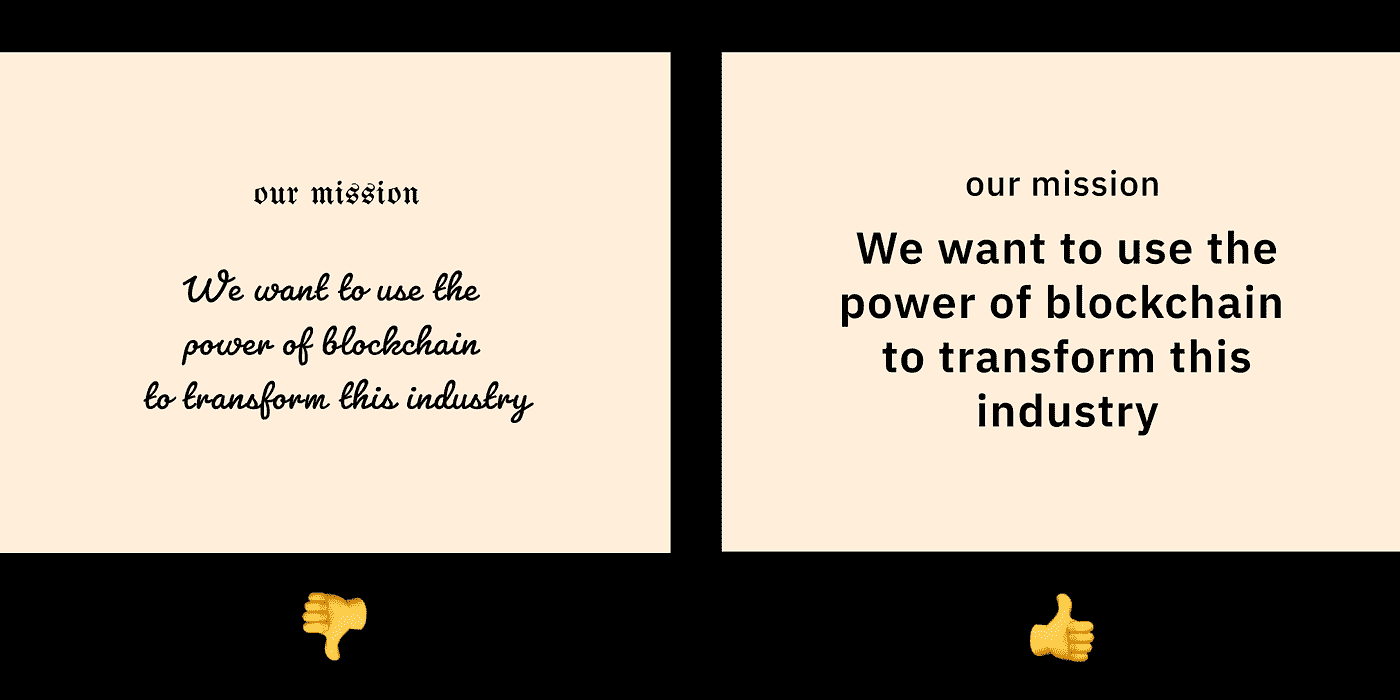 our mission
We want to use the
power of blockchain
to transform this industry
our mission
We want to use the
power of blockchain
to transform this
industry